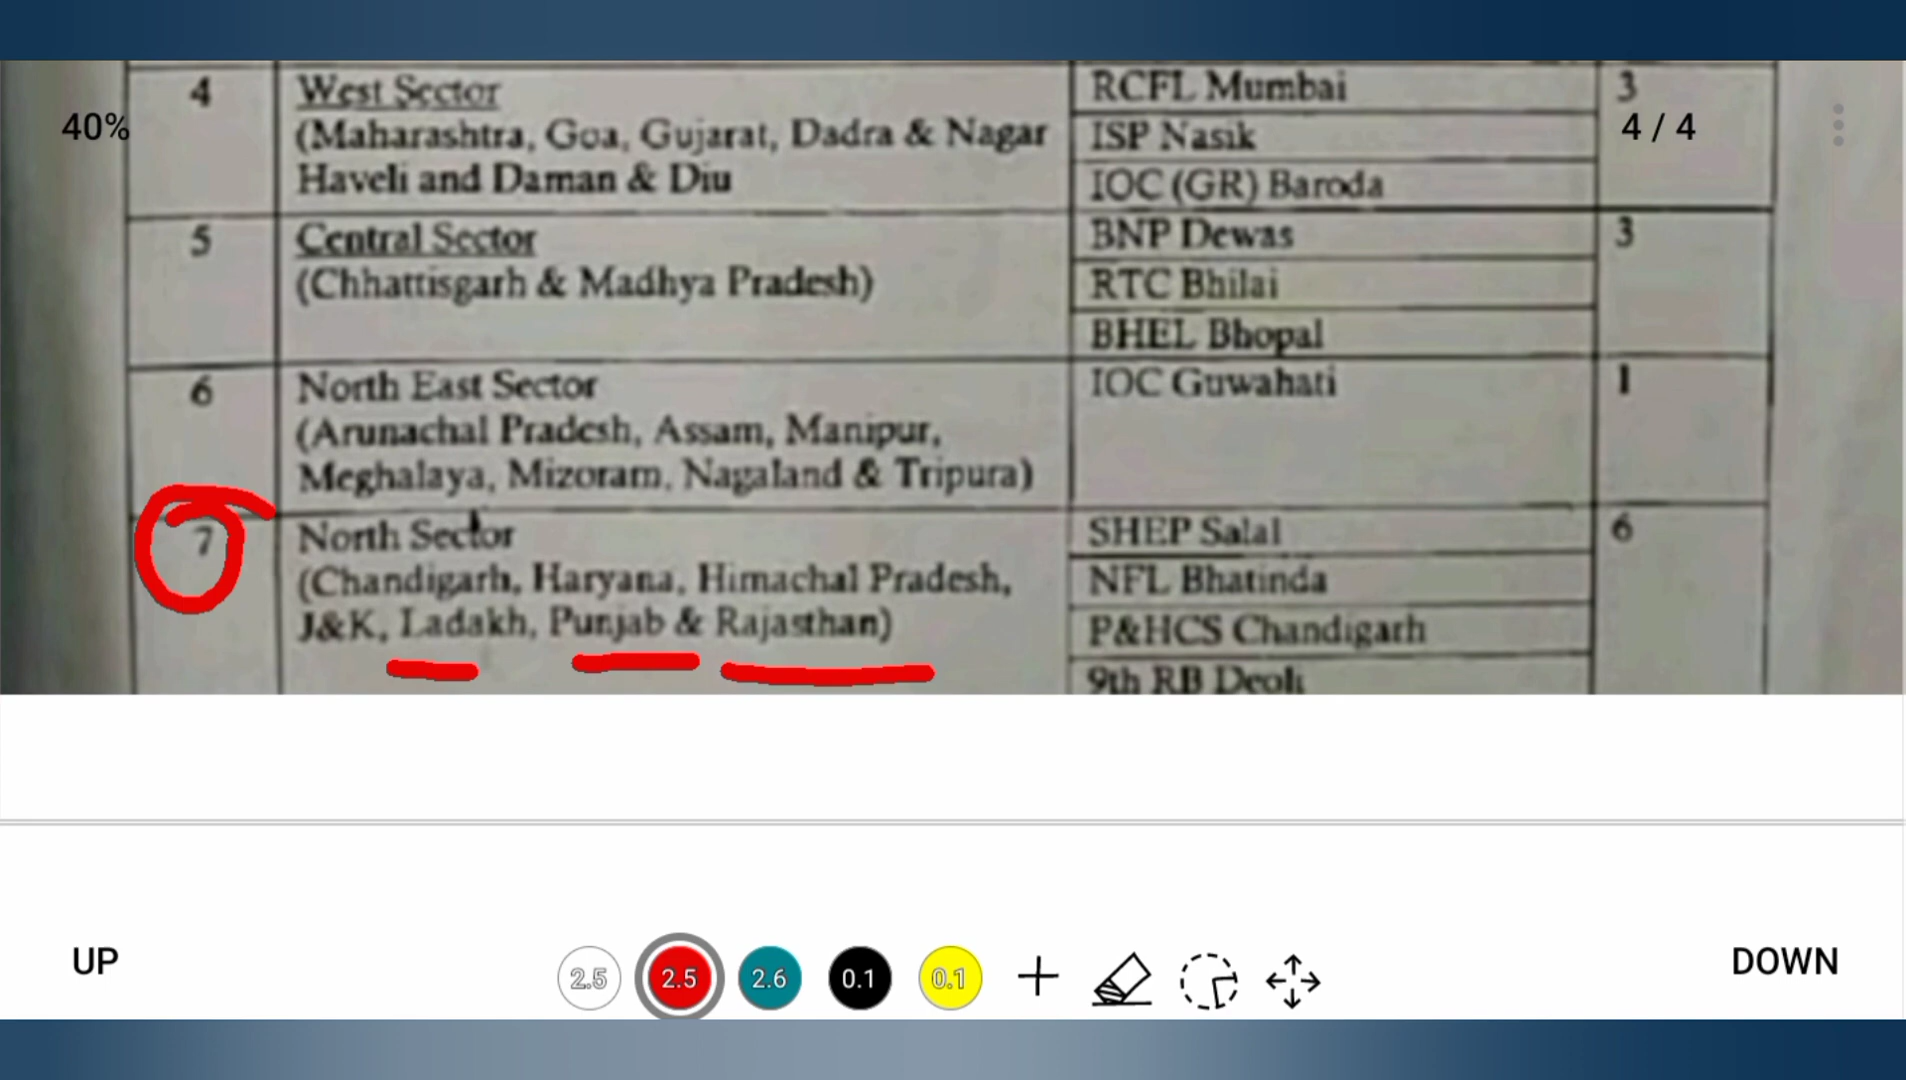 40%
4 / 4
4
West Sector
(Maharashtra, Goa, Gujarat, Dadra & Nagar
Haveli and Daman & Diu
RCFL Mumbai
ISP Nasik
IOC (GR) Baroda
3
5
Central Sector
(Chhattisgarh & Madhya Pradesh)
BNP Dewas
RTC Bhilai
BHEL Bhopal
3
6
North East Sector
(Arunachal Pradesh, Assam, Manipur,
Meghalaya, Mizoram, Nagaland & Tripura)
IOC Guwahati
1
7
North Sector
(Chandigarh, Haryana, Himachal Pradesh,
J&K, Ladakh, Punjab & Rajasthan)
SHEP Salal
NFL Bhatinda
P&HCS Chandigarh
9th RB Deoli
6
UP
2.5
2.5
2.6
0.1
0.1
DOWN